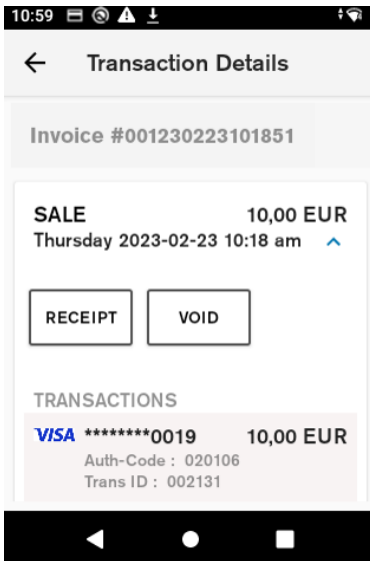 10:59
Transaction Details
Invoice #001230223101851
SALE 10,00 EUR
Thursday 2023-02-23 10:18 am
RECEIPT VOID
TRANSACTIONS
VISA ********0019 10,00 EUR
Auth-Code : 020106
Trans ID : 002131